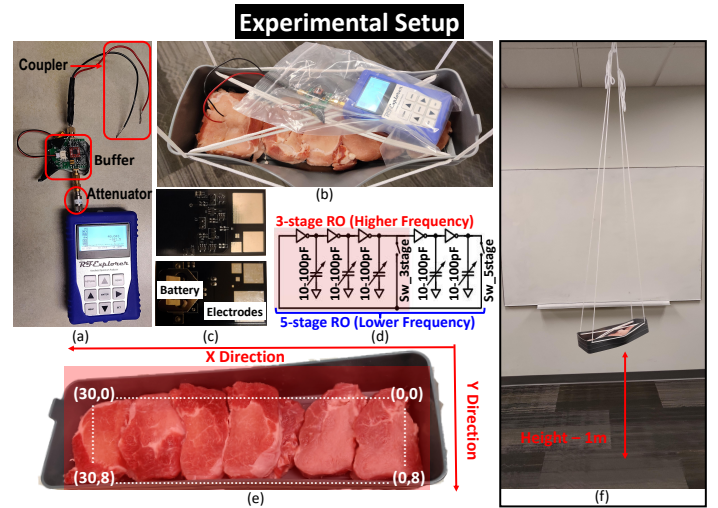 Experimental Setup
Coupler
Buffer
Attenuator
RF Explorer
(a)
(b)
Battery
Electrodes
(c)
3-stage RO (Higher Frequency)
10-100pF
10-100pF
10-100pF
Sw_3stage
10-100pF
10-100pF
Sw_5stage
5-stage RO (Lower Frequency)
(d)
X Direction
Y Direction
(30,0)
(0,0)
(30,8)
(0,8)
(e)
Height ~ 1m
(f)